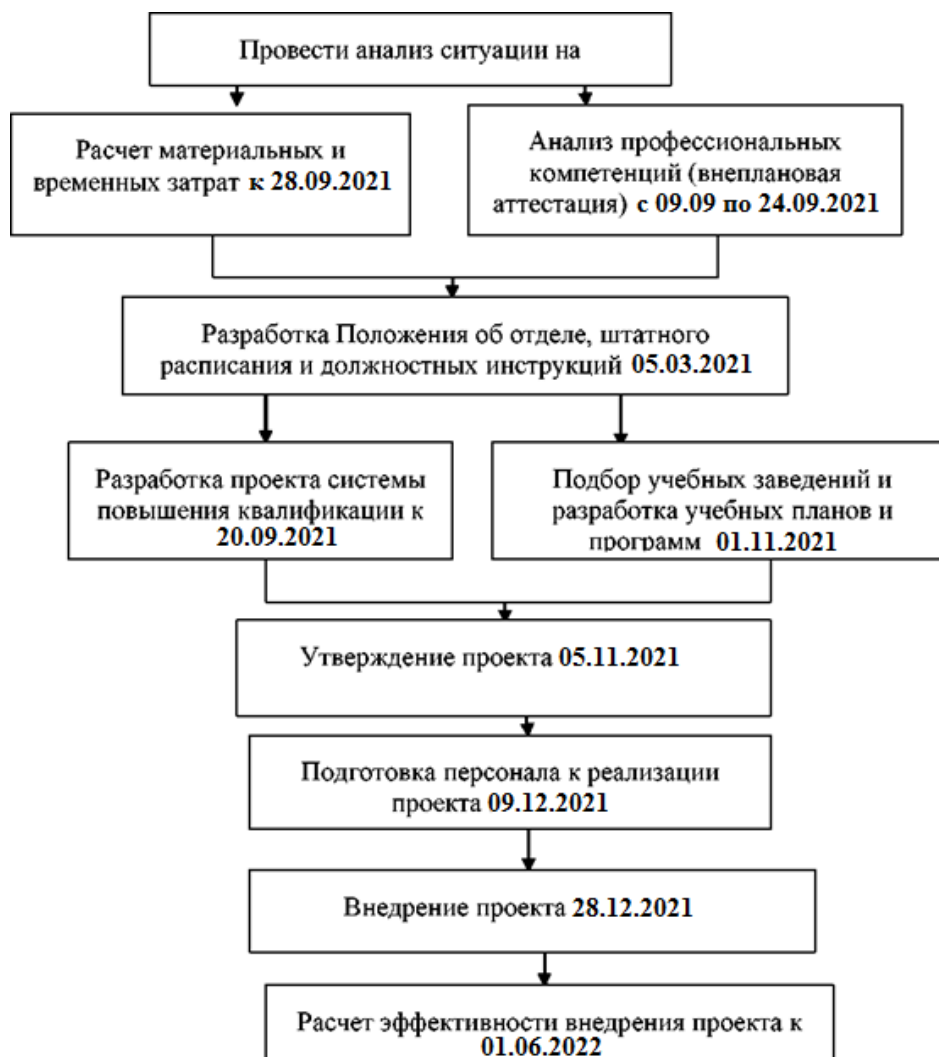 Провести анализ ситуации на
Расчет материальных и
временных затрат к 28.09.2021
Анализ профессиональных
компетенций (внеплановая
аттестация) с 09.09 по 24.09.2021
Разработка Положения об отделе, штатного
расписания и должностных инструкций 05.03.2021
Разработка проекта системы
повышения квалификации к
20.09.2021
Подбор учебных заведений и
разработка учебных планов и
программ 01.11.2021
Утверждение проекта 05.11.2021
Подготовка персонала к реализации
проекта 09.12.2021
Внедрение проекта 28.12.2021
Расчет эффективности внедрения проекта к
01.06.2022